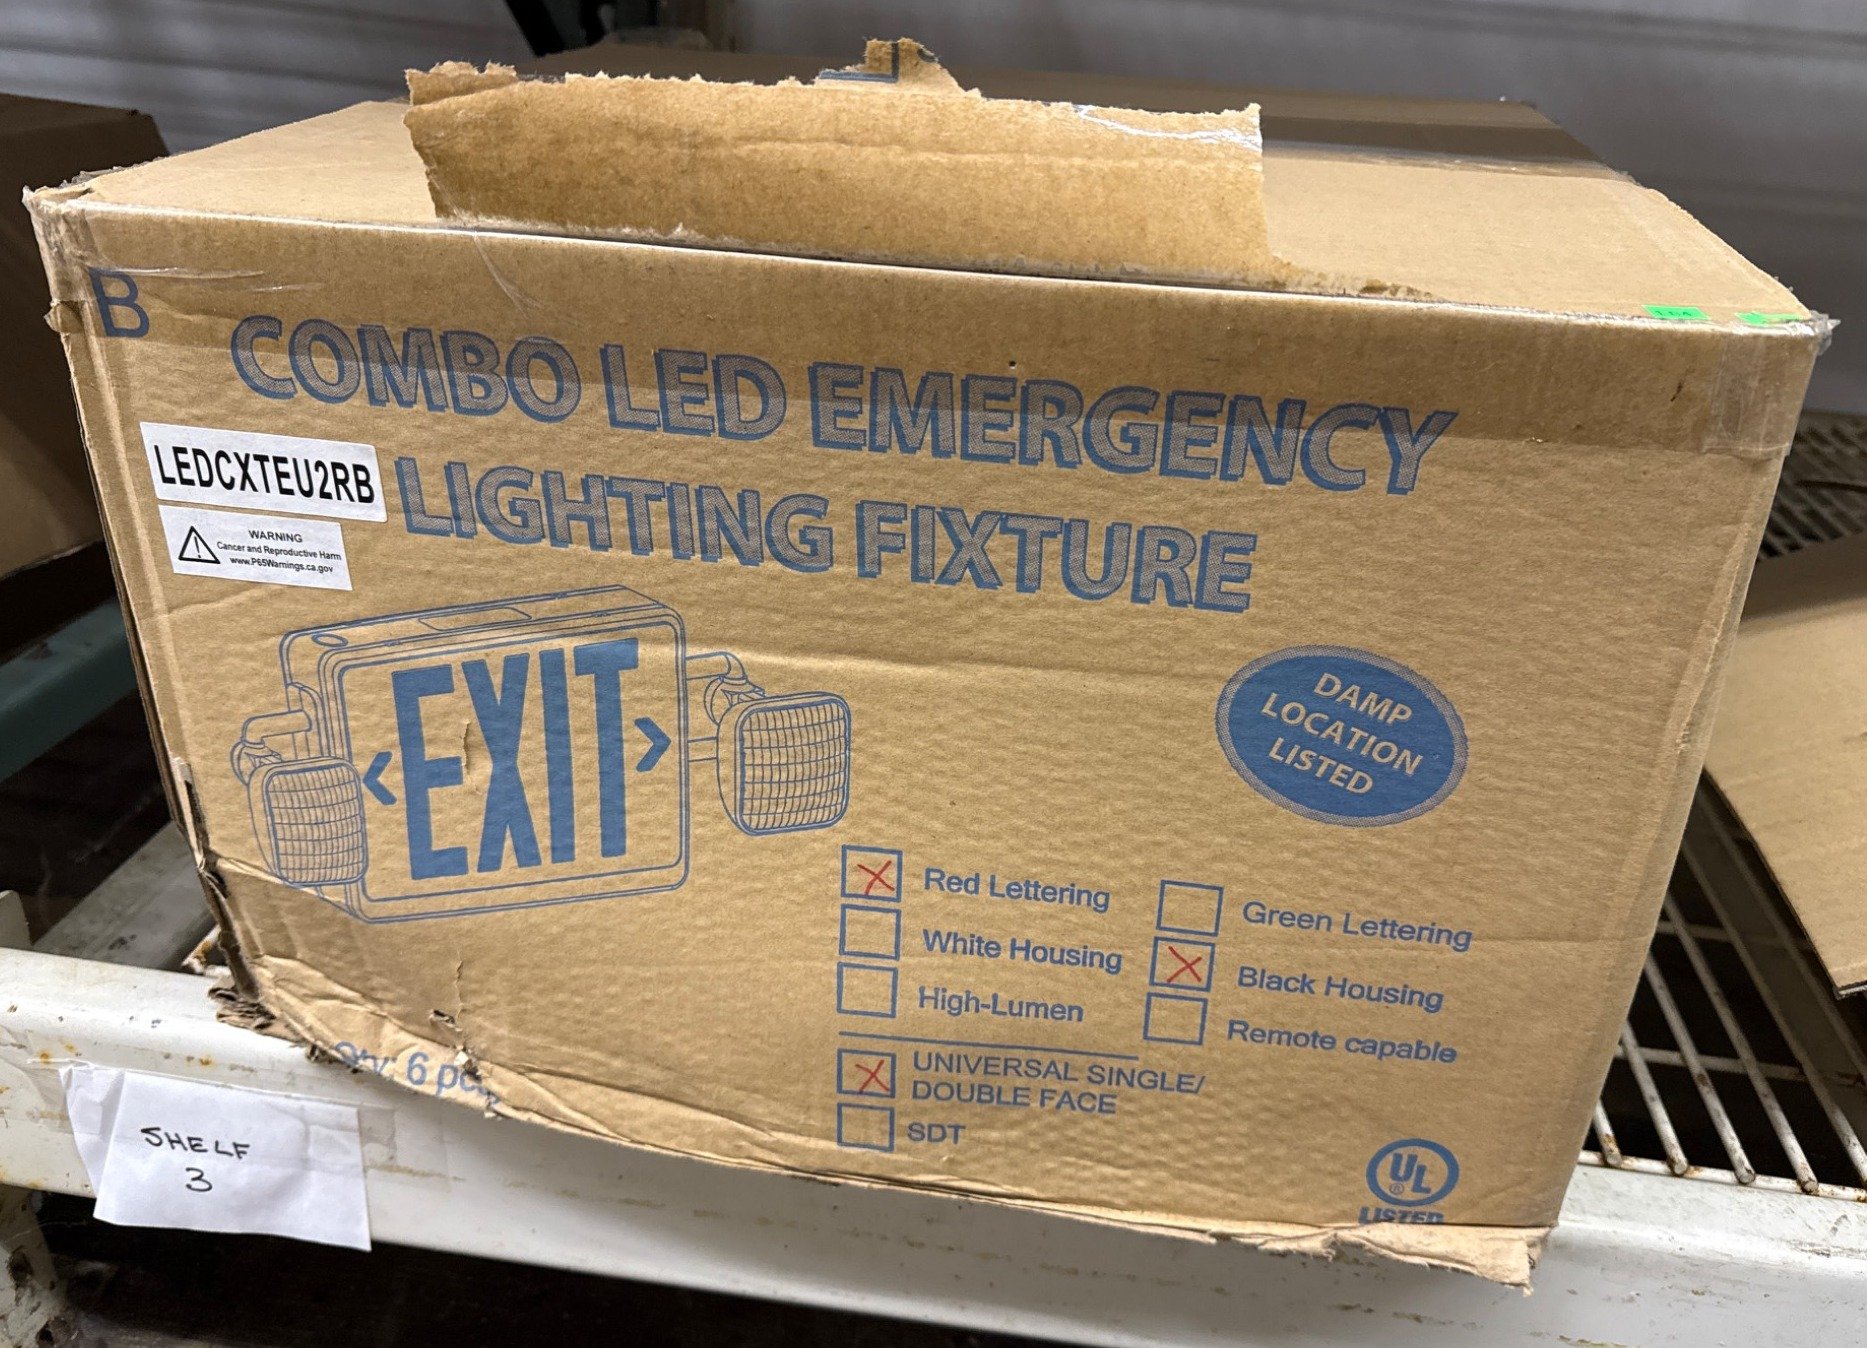 B
COMBO LED EMERGENCY
LIGHTING FIXTURE
LEDCXTEU2RB
WARNING
Cancer and Reproductive Harm
www.P65Warnings.ca.gov
EXIT
DAMP
LOCATION
LISTED
Red Lettering
Green Lettering
White Housing
Black Housing
High-Lumen
Remote capable
UNIVERSAL SINGLE/
DOUBLE FACE
SDT
6
UL
®
LISTED
SHELF
3